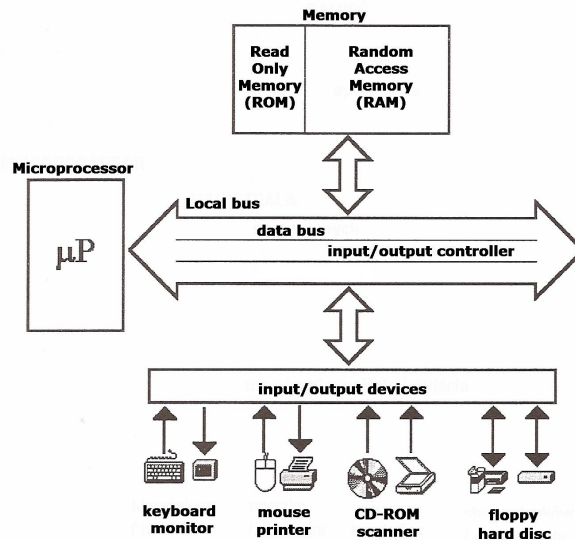 Memory
Read
Only
Memory
(ROM)
Random
Access
Memory
(RAM)
Microprocessor
µP
Local bus
data bus
input/output controller
input/output devices
keyboard
monitor
mouse
printer
CD-ROM
scanner
floppy
hard disc